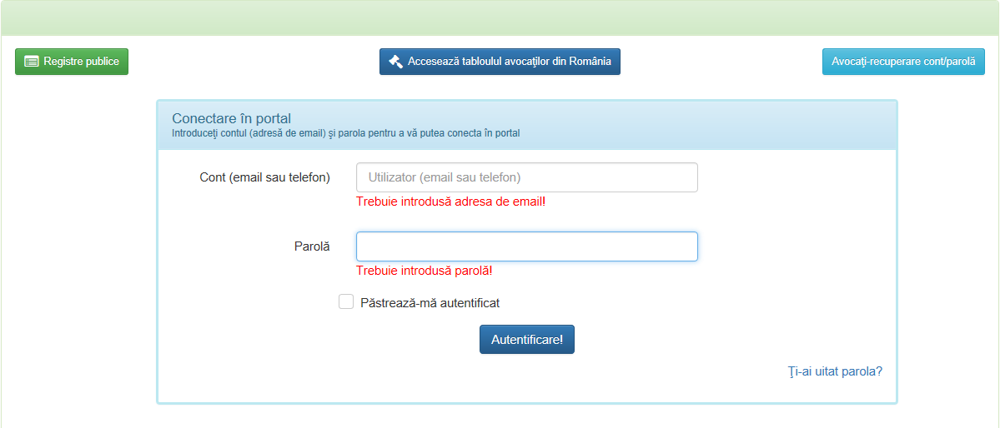 Registre publice
Accesează tabloulul avocaţilor din România
Avocaţi-recuperare cont/parolă
Conectare în portal
Introduceţi contul (adresă de email) şi parola pentru a vă putea conecta în portal
Cont (email sau telefon)
Utilizator (email sau telefon)
Trebuie introdusă adresa de email!
Parolă
Trebuie introdusă parolă!
Păstrează-mă autentificat
Autentificare!
Ţi-ai uitat parola?